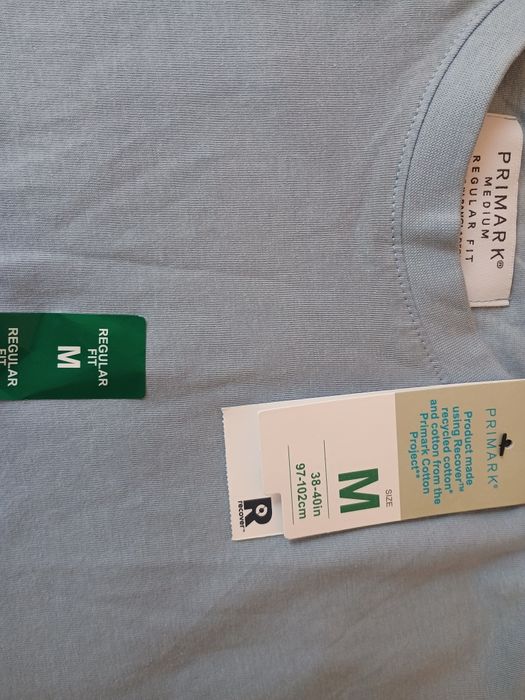 PRIMARK®
MEDIUM
REGULAR FIT
PRIMARK®
Product made
using Recover™
recycled cotton*
and cotton from the
Primark Cotton
Project**
SIZE
M
38-40in
97-102cm
R
recover™
REGULAR
FIT
M
REGULAR
FIT